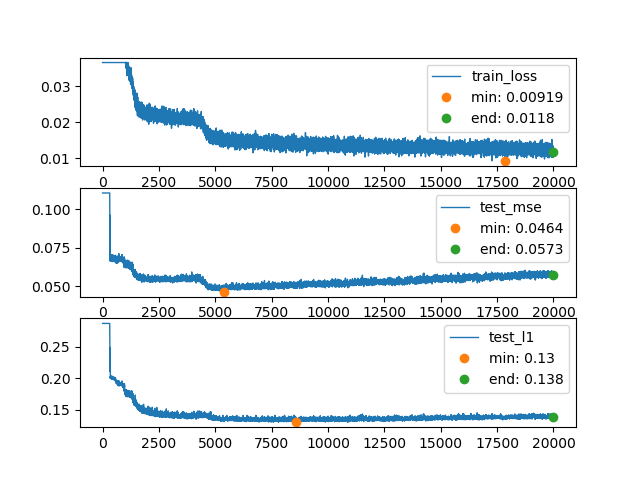 train_loss
min: 0.00919
end: 0.0118
0.03
0.02
0.01
0 2500 5000 7500 10000 12500 15000 17500 20000
test_mse
min: 0.0464
end: 0.0573
0.100
0.075
0.050
0 2500 5000 7500 10000 12500 15000 17500 20000
test_l1
min: 0.13
end: 0.138
0.25
0.20
0.15
0 2500 5000 7500 10000 12500 15000 17500 20000